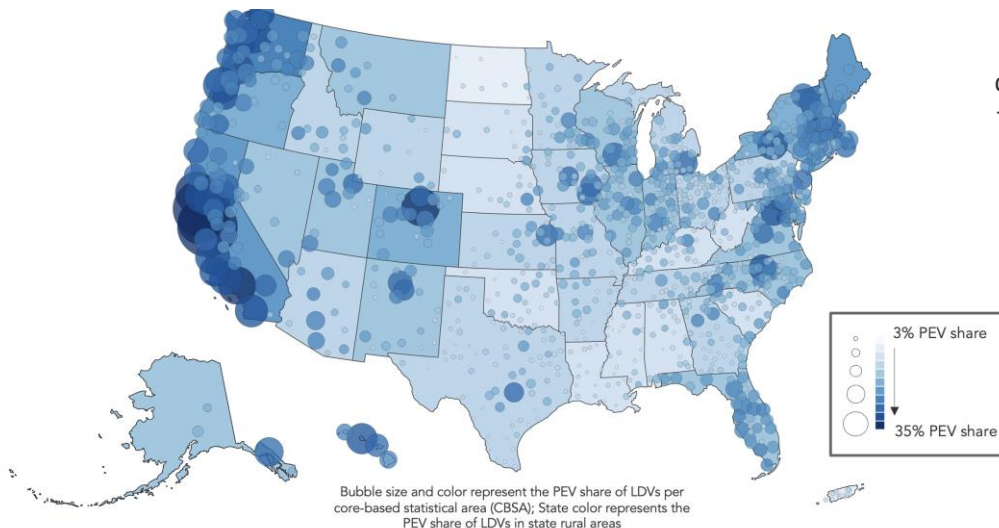 3% PEV share
35% PEV share
Bubble size and color represent the PEV share of LDVs per
core-based statistical area (CBSA); State color represents the
PEV share of LDVs in state rural areas